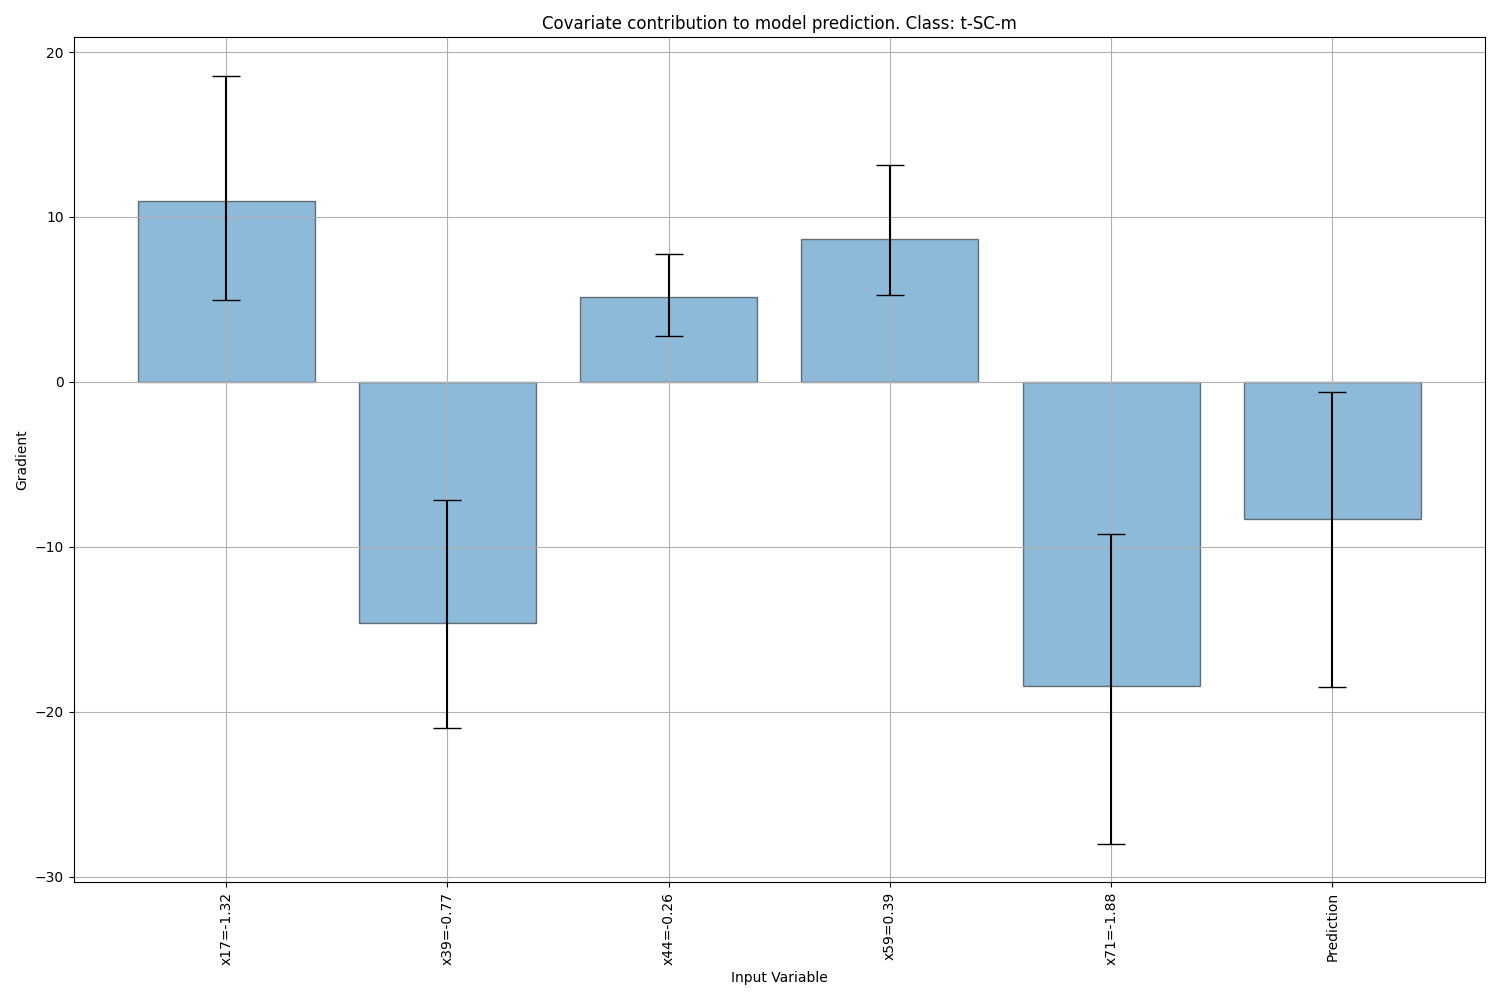 Covariate contribution to model prediction. Class: t-SC-m
20
10
0
−10
−20
−30
Gradient
x17=-1.32
x39=-0.77
x44=-0.26
x59=0.39
x71=-1.88
Prediction
Input Variable